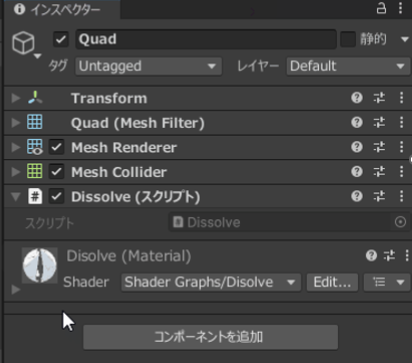 インスペクター
Quad 静的
タグ Untagged レイヤー Default
Transform
Quad (Mesh Filter)
Mesh Renderer
Mesh Collider
# Dissolve (スクリプト)
スクリプト # Dissolve
Disolve (Material)
Shader Shader Graphs/Disolve Edit...
コンポーネントを追加